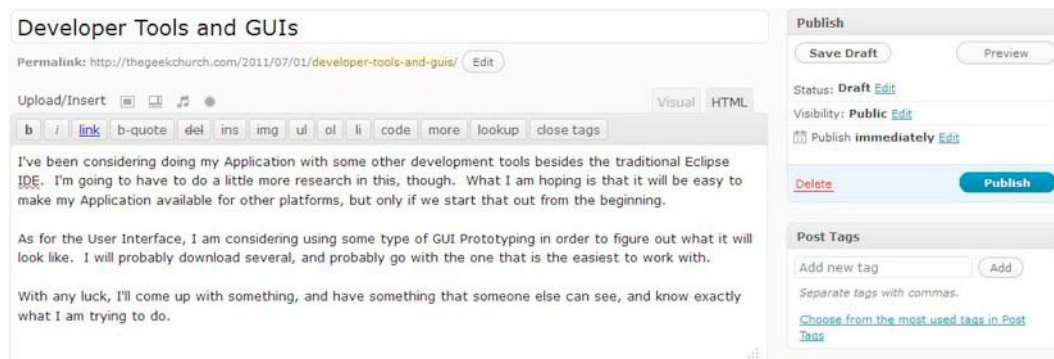 Developer Tools and GUIs
Permalink: http://thegeekchurch.com/2011/07/01/developer-tools-and-guis/ Edit
Upload/Insert
Visual HTML
b i link b-quote del ins img ul ol li code more lookup close tags
I've been considering doing my Application with some other development tools besides the traditional Eclipse
IDE.  I'm going to have to do a little more research in this, though.  What I am hoping is that it will be easy to
make my Application available for other platforms, but only if we start that out from the beginning.
As for the User Interface, I am considering using some type of GUI Prototyping in order to figure out what it will
look like.  I will probably download several, and probably go with the one that is the easiest to work with.
With any luck, I'll come up with something, and have something that someone else can see, and know exactly
what I am trying to do.
Publish
Save Draft Preview
Status: Draft Edit
Visibility: Public Edit
Publish immediately Edit
Delete Publish
Post Tags
Add new tag Add
Separate tags with commas.
Choose from the most used tags in Post
Tags